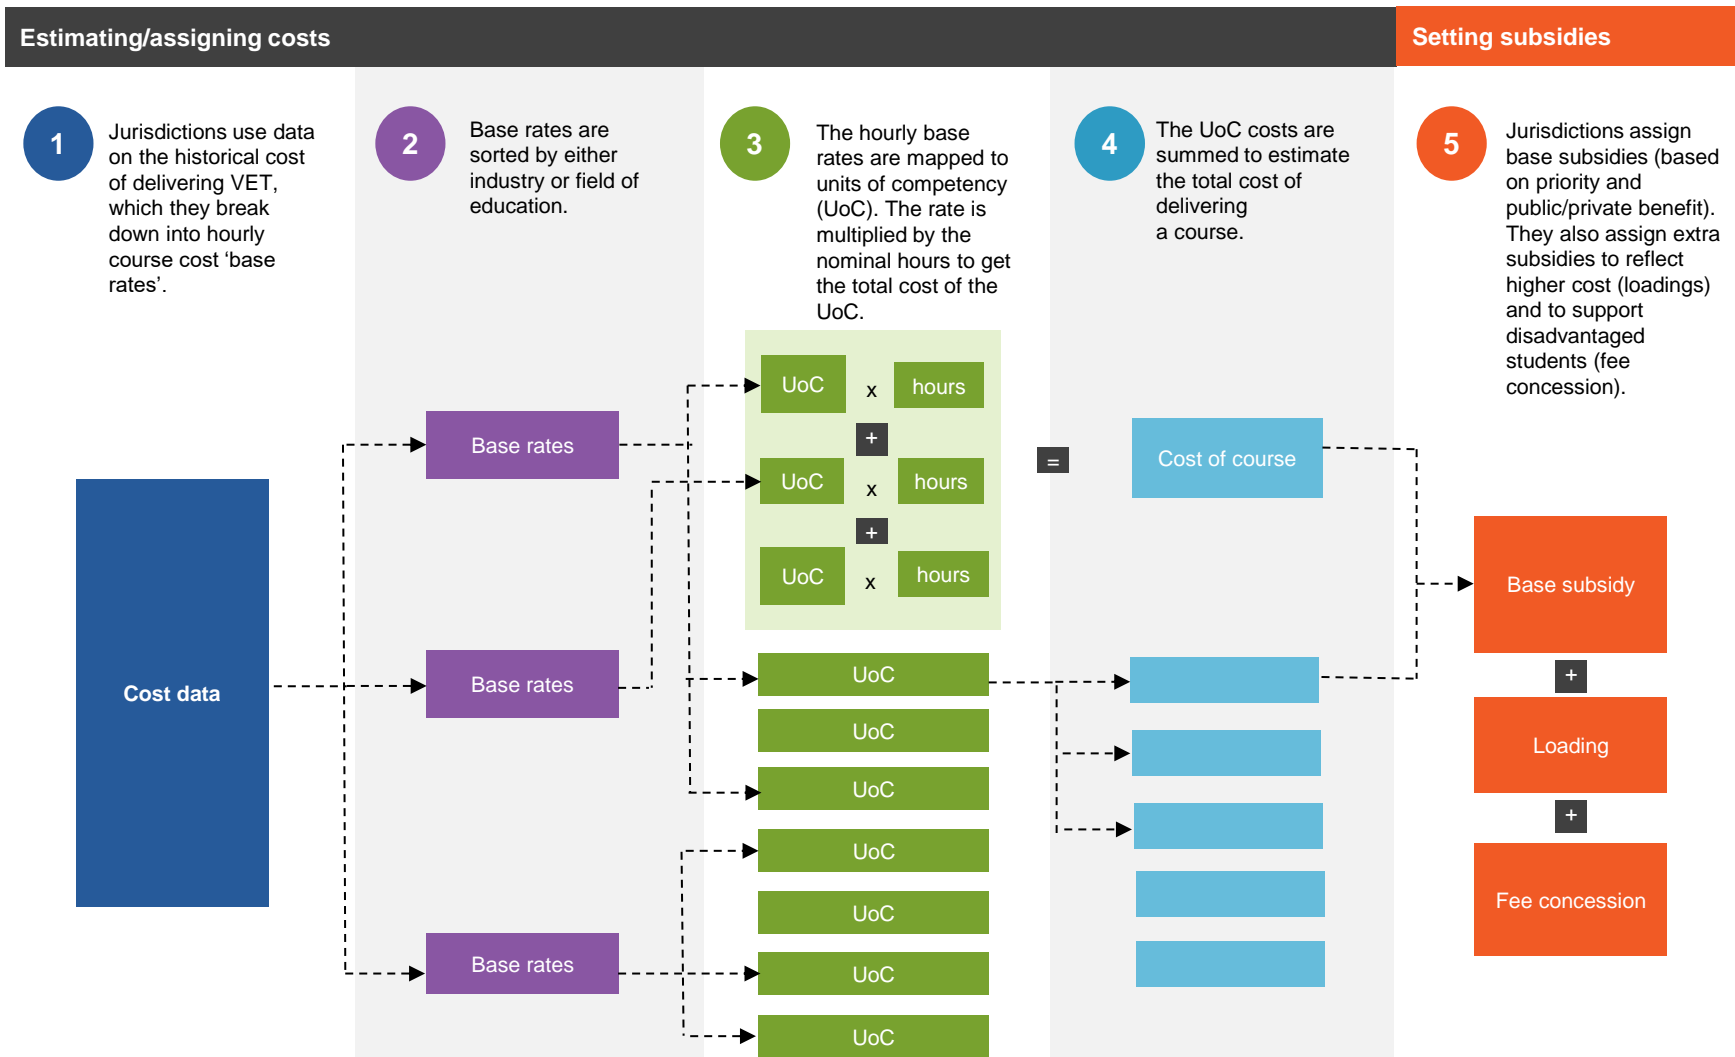 Estimating/assigning costs
Setting subsidies
1
Jurisdictions use data
on the historical cost
of delivering VET,
which they break
down into hourly
course cost ‘base
rates’.
2
Base rates are
sorted by either
industry or field of
education.
3
The hourly base
rates are mapped to
units of competency
(UoC). The rate is
multiplied by the
nominal hours to get
the total cost of the
UoC.
4
The UoC costs are
summed to estimate
the total cost of
delivering
a course.
5
Jurisdictions assign
base subsidies (based
on priority and
public/private benefit).
They also assign extra
subsidies to reflect
higher cost (loadings)
and to support
disadvantaged
students (fee
concession).
Cost data
Base rates
Base rates
Base rates
UoC x hours
+
UoC x hours
+
UoC x hours
UoC
UoC
UoC
UoC
UoC
UoC
UoC
=
Cost of course
Base subsidy
+
Loading
+
Fee concession